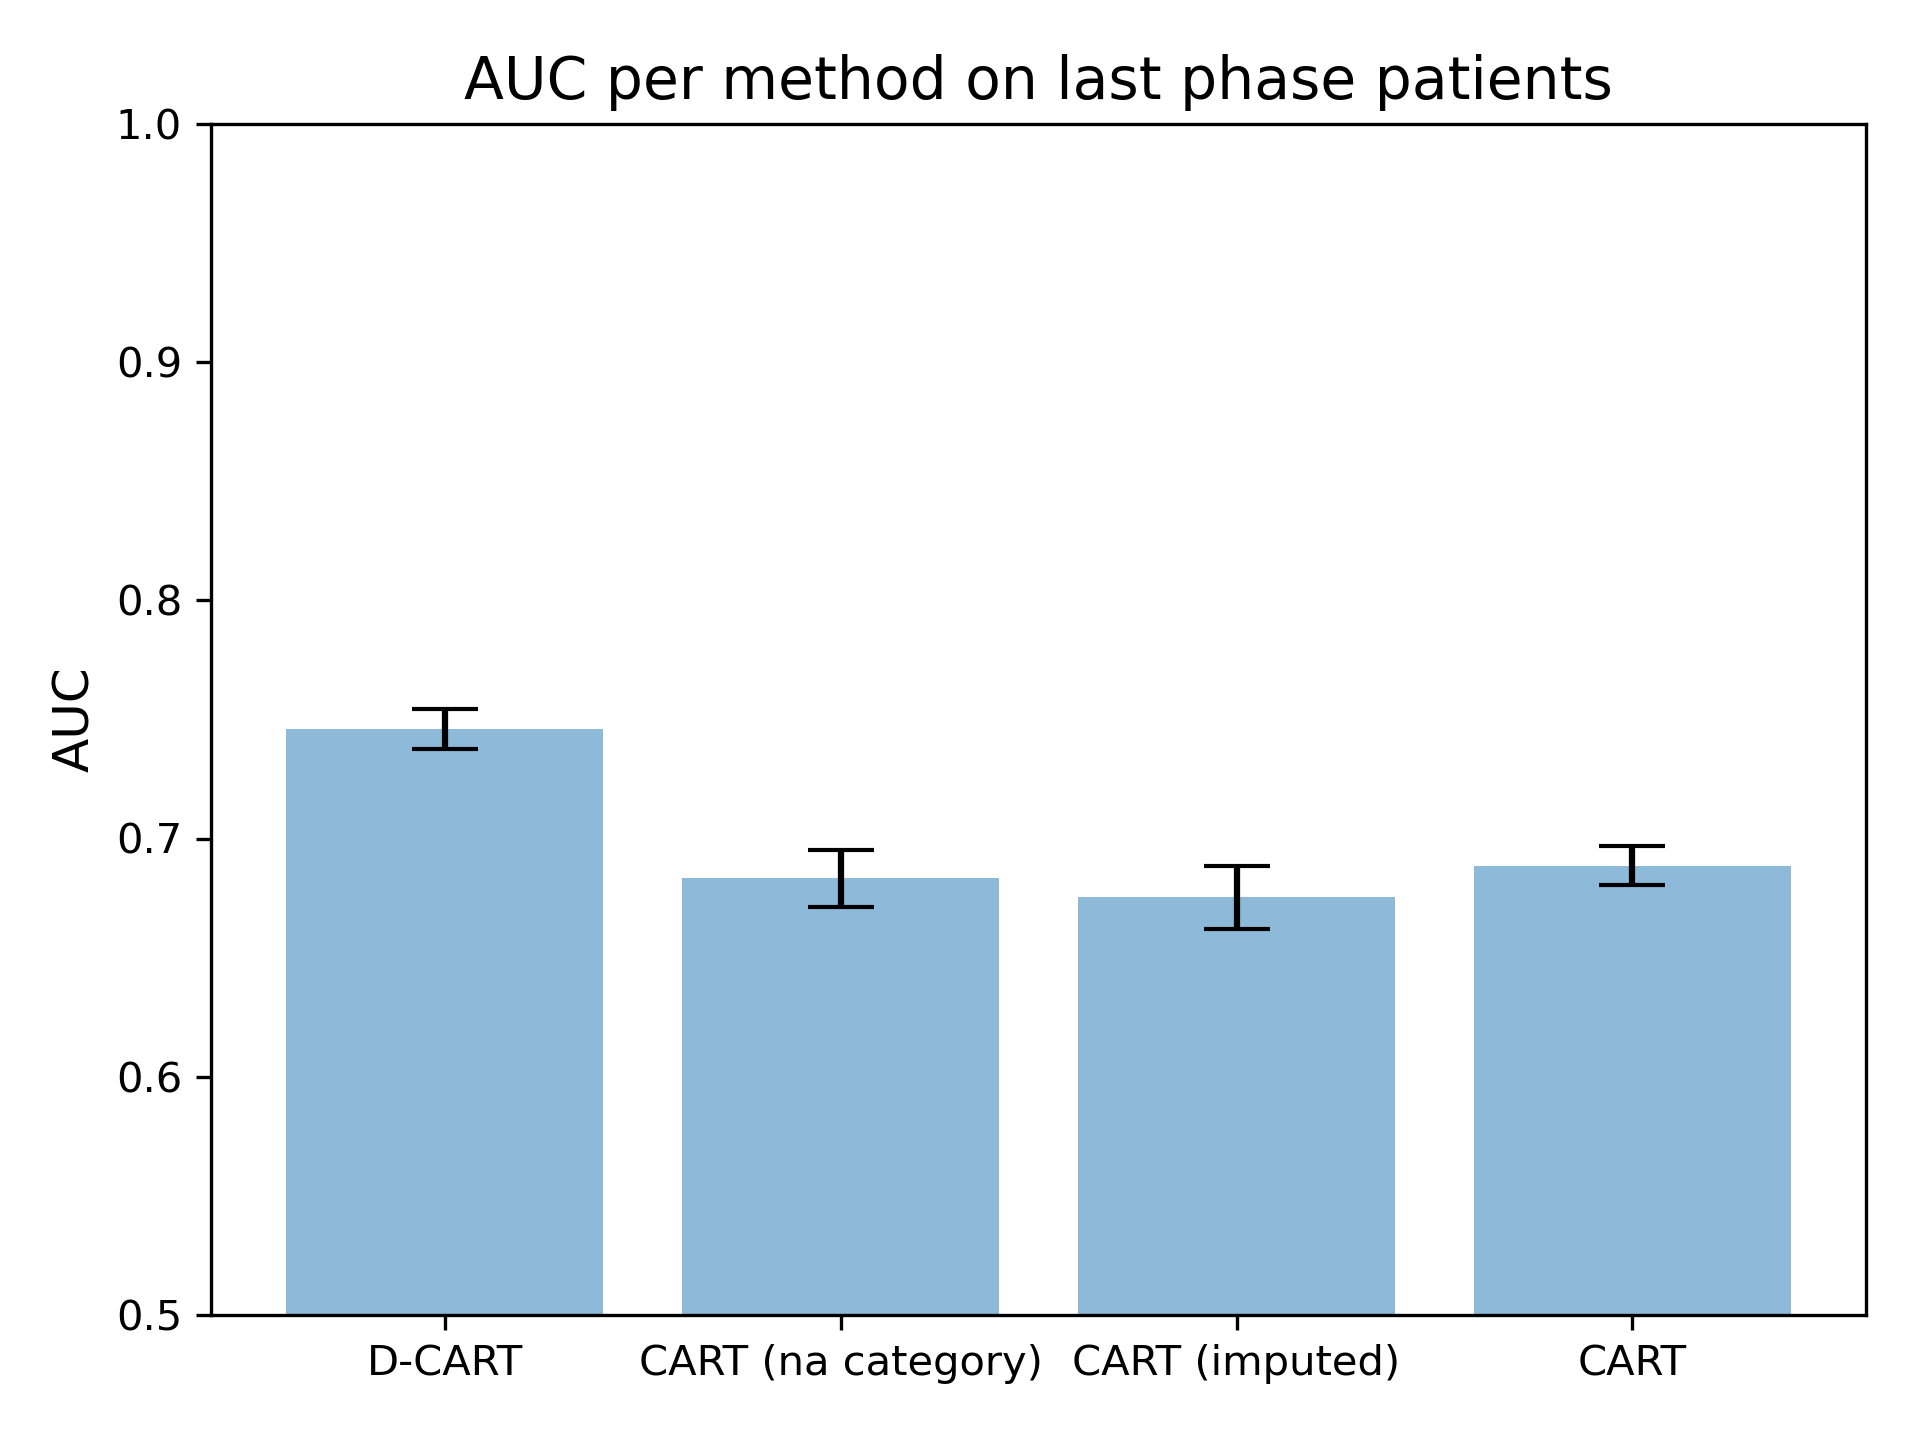 AUC per method on last phase patients
1.0
0.9
0.8
0.7
0.6
0.5
AUC
D-CART
CART (na category)
CART (imputed)
CART